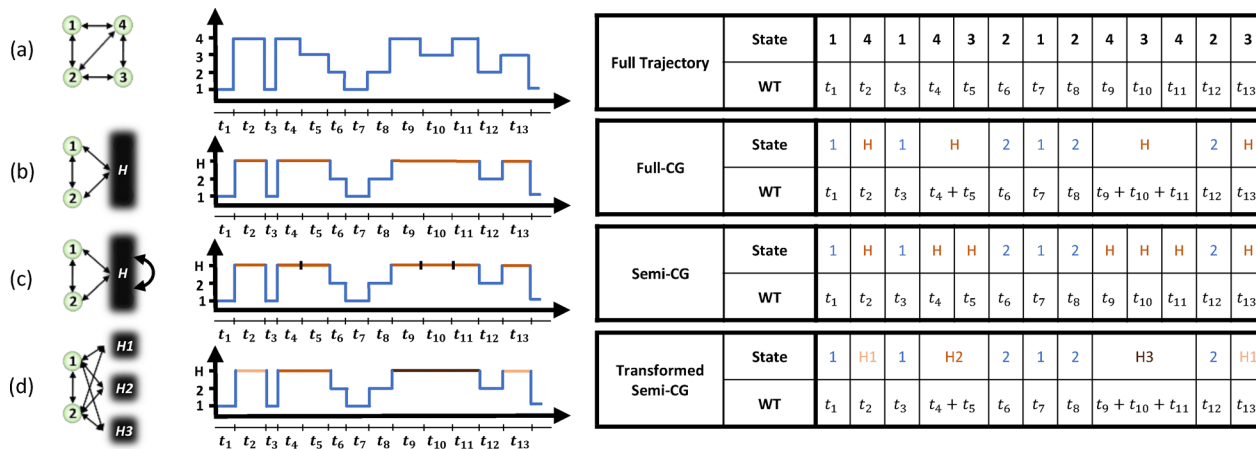 (a)
1 4
2 3
4
3
2
1
t₁ t₂ t₃ t₄ t₅ t₆ t₇ t₈ t₉ t₁₀ t₁₁ t₁₂ t₁₃
Full Trajectory
State 1 4 1 4 3 2 1 2 4 3 4 2 3
WT t₁ t₂ t₃ t₄ t₅ t₆ t₇ t₈ t₉ t₁₀ t₁₁ t₁₂ t₁₃
(b)
1
H
2
H
2
1
t₁ t₂ t₃ t₄ t₅ t₆ t₇ t₈ t₉ t₁₀ t₁₁ t₁₂ t₁₃
Full-CG
State 1 H 1 H 2 1 2 H 2 H
WT t₁ t₂ t₃ t₄ + t₅ t₆ t₇ t₈ t₉ + t₁₀ + t₁₁ t₁₂ t₁₃
(c)
1
H
2
H
2
1
t₁ t₂ t₃ t₄ t₅ t₆ t₇ t₈ t₉ t₁₀ t₁₁ t₁₂ t₁₃
Semi-CG
State 1 H 1 H H 2 1 2 H H H 2 H
WT t₁ t₂ t₃ t₄ t₅ t₆ t₇ t₈ t₉ t₁₀ t₁₁ t₁₂ t₁₃
(d)
H1
1
H2
2
H3
H
2
1
t₁ t₂ t₃ t₄ t₅ t₆ t₇ t₈ t₉ t₁₀ t₁₁ t₁₂ t₁₃
Transformed
Semi-CG
State 1 H1 1 H2 2 1 2 H3 2 H1
WT t₁ t₂ t₃ t₄ + t₅ t₆ t₇ t₈ t₉ + t₁₀ + t₁₁ t₁₂ t₁₃